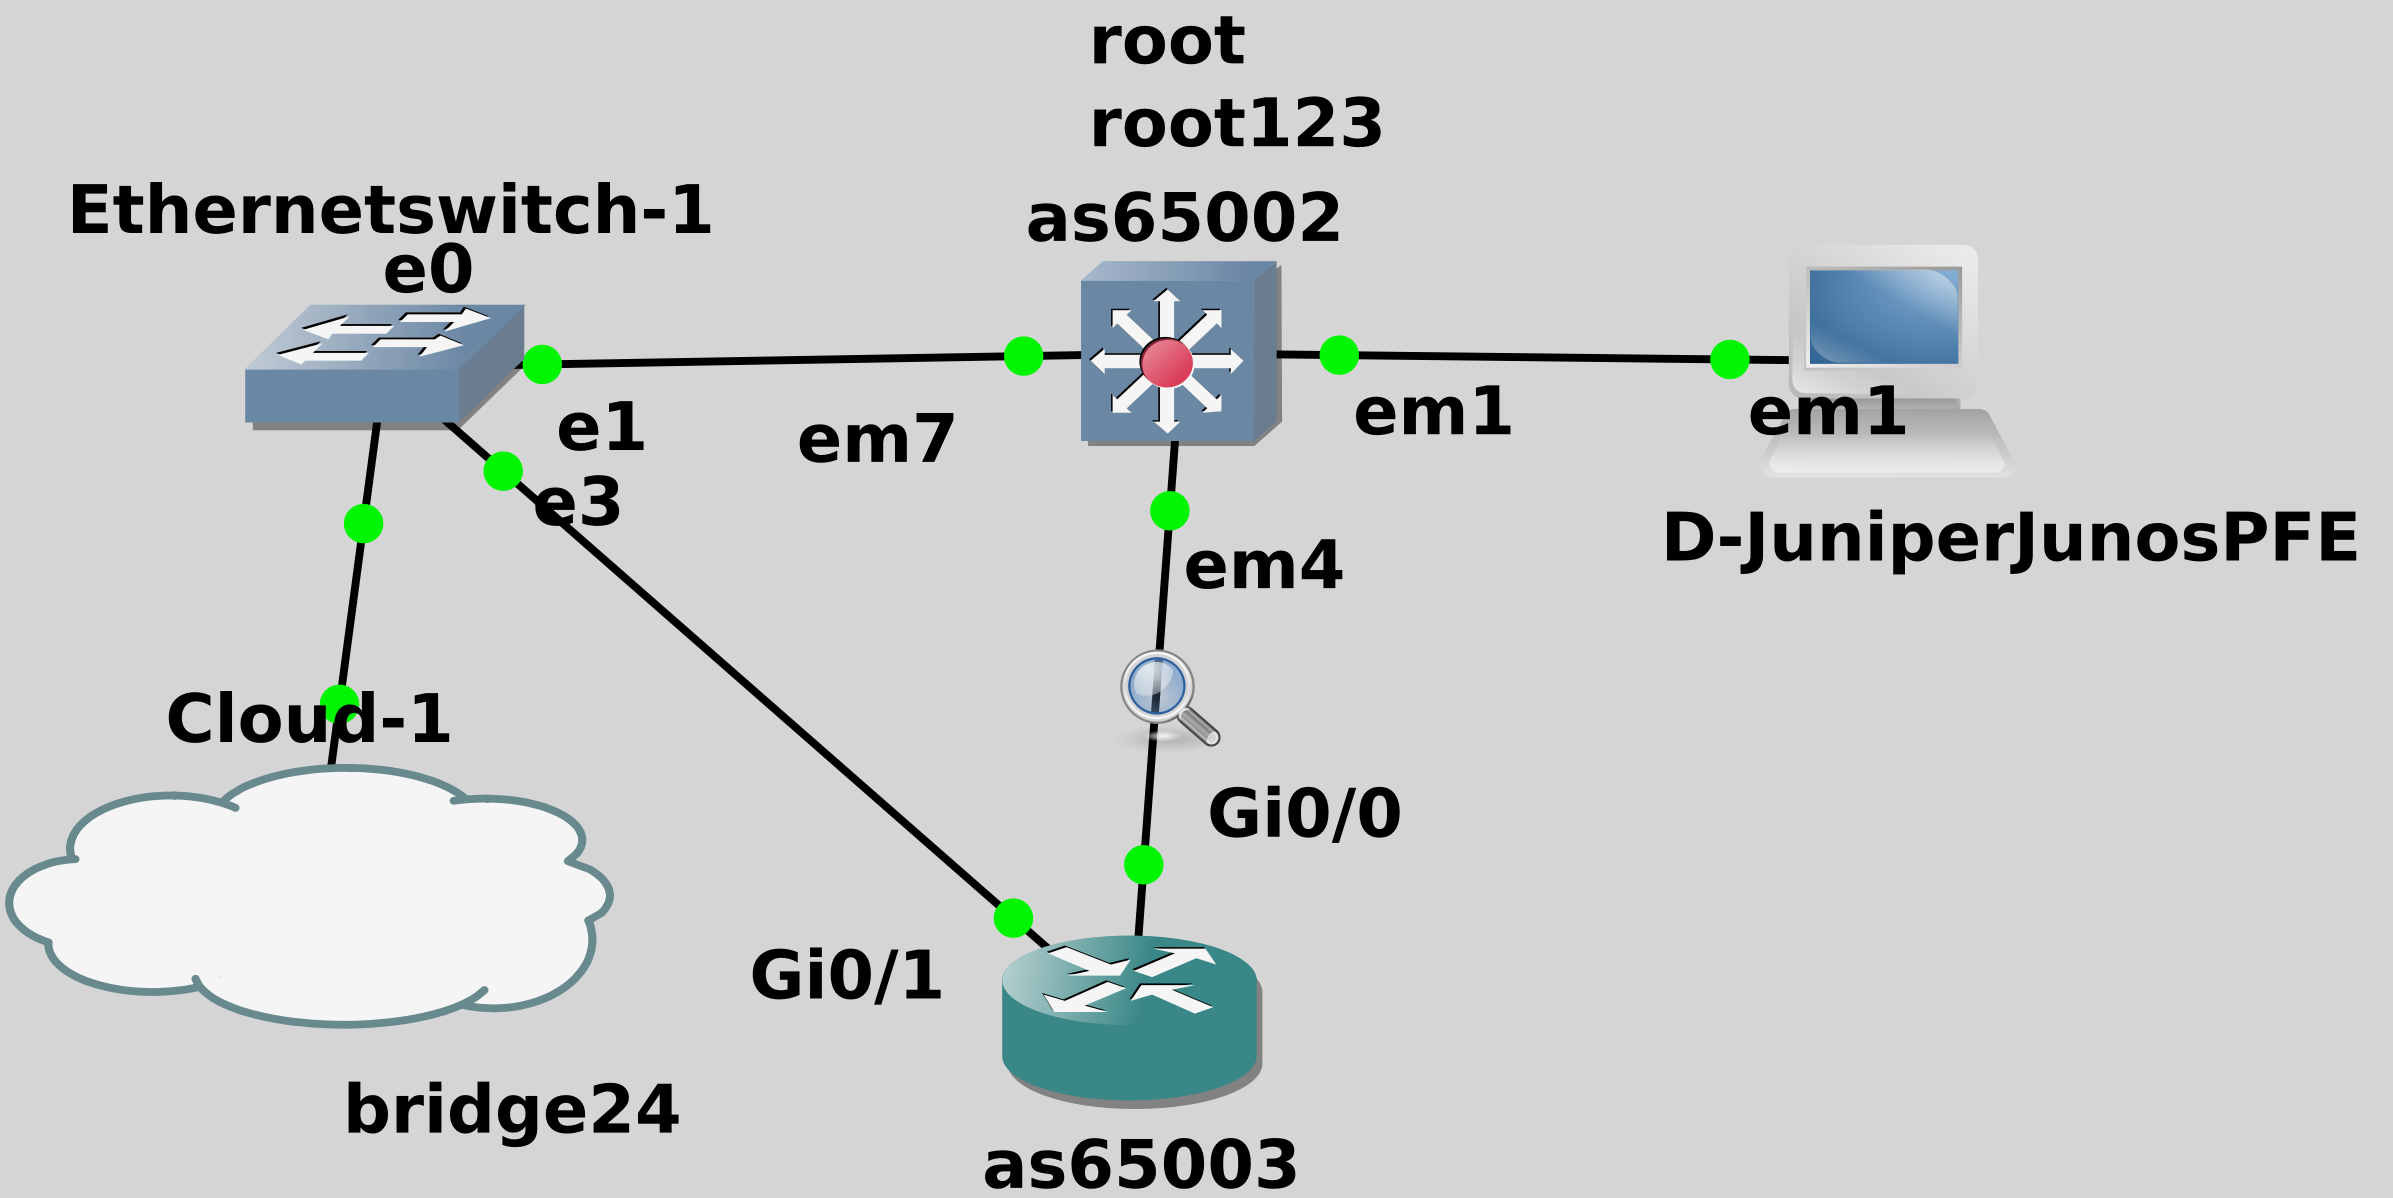 root
root123
as65002
Ethernetswitch-1
e0
e1
em7
em1
em1
e3
D-JuniperJunosPFE
em4
Cloud-1
Gi0/0
Gi0/1
bridge24
as65003